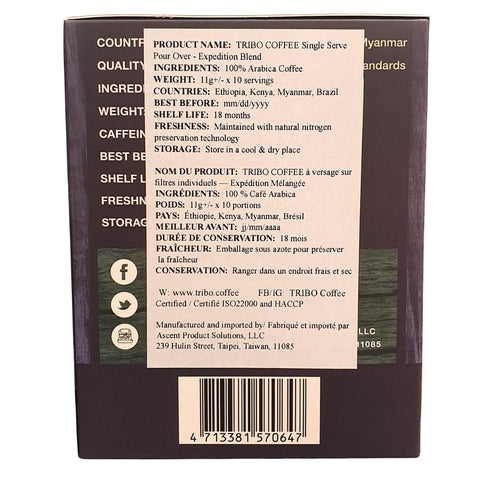 COUNTR
QUALITY
INGREDIE
WEIGHT:
CAFFEIN
BEST BE
SHELF L
FRESHN
STORAG
Myanmar
andards
PRODUCT NAME: TRIBO COFFEE Single Serve
Pour Over - Expedition Blend
INGREDIENTS: 100% Arabica Coffee
WEIGHT: 11g+/- x 10 servings
COUNTRIES: Ethiopia, Kenya, Myanmar, Brazil
BEST BEFORE: mm/dd/yyyy
SHELF LIFE: 18 months
FRESHNESS: Maintained with natural nitrogen
preservation technology
STORAGE: Store in a cool & dry place
NOM DU PRODUIT: TRIBO COFFEE á versage sur
filtres individuels — Expédition Mélangée
INGRÉDIENTS: 100 % Café Arabica
POIDS: 11g+/- x 10 portions
PAYS: Éthiopie, Kenya, Myanmar, Brésil
MEILLEUR AVANT: jj/mm/aaaa
DURÉE DE CONSERVATION: 18 mois
FRAÎCHEUR: Emballage sous azote pour préserver
la fraîcheur
CONSERVATION: Ranger dans un endroit frais et sec
W: www.tribo.coffee FB/IG: TRIBO Coffee
Certified / Certifié ISO22000 and HACCP
Manufactured and imported by/ Fabriqué et importé par
Ascent Product Solutions, LLC
239 Hulin Street, Taipei, Taiwan, 11085
LLC
11085
4 713381 570647